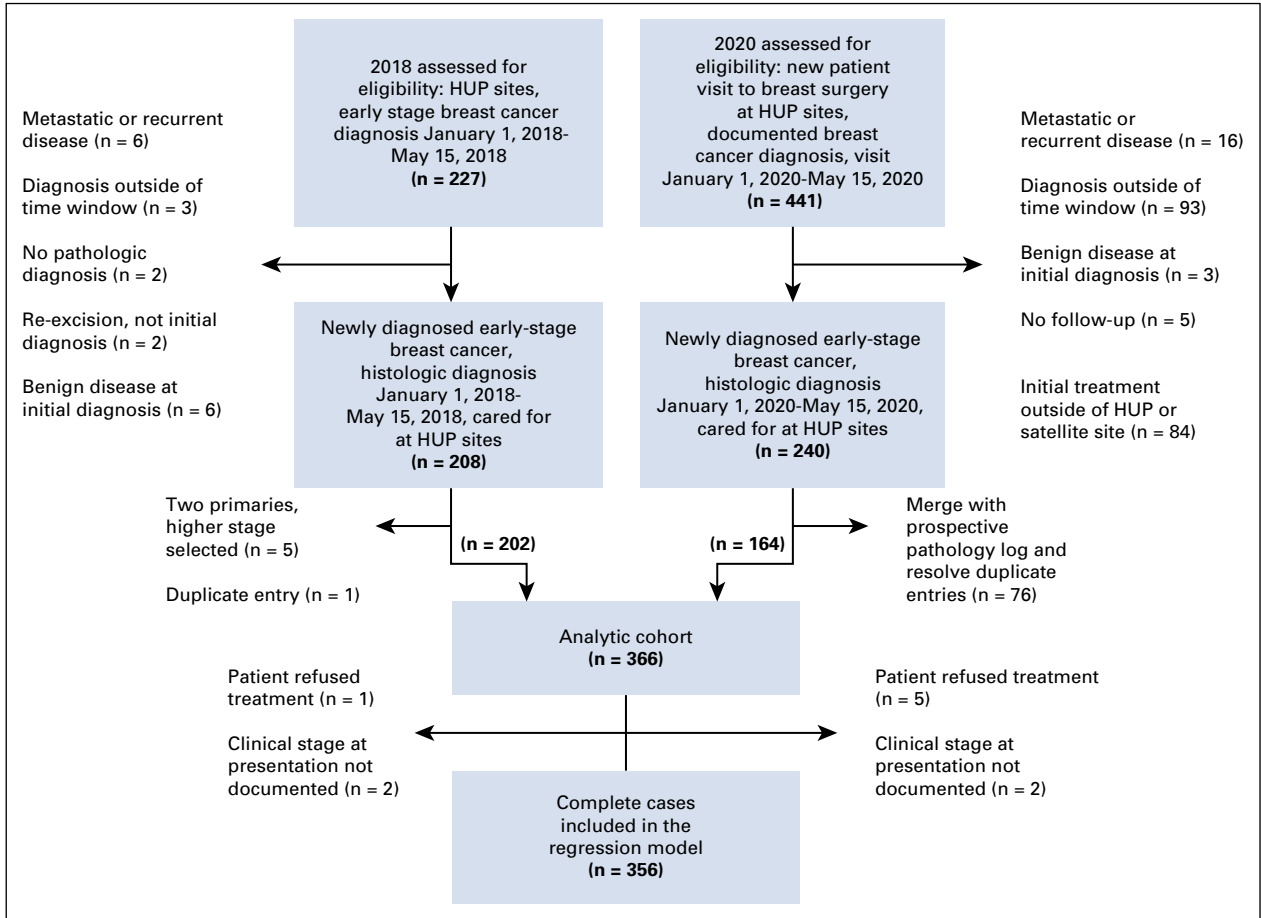 2018 assessed for
eligibility: HUP sites,
early stage breast cancer
diagnosis January 1, 2018-
May 15, 2018
(n = 227)
2020 assessed for
eligibility: new patient
visit to breast surgery
at HUP sites,
documented breast
cancer diagnosis, visit
January 1, 2020-May 15, 2020
(n = 441)
Metastatic or recurrent
disease (n = 6)
Diagnosis outside of
time window (n = 3)
No pathologic
diagnosis (n = 2)
Re-excision, not initial
diagnosis (n = 2)
Benign disease at
initial diagnosis (n = 6)
Metastatic or
recurrent disease (n = 16)
Diagnosis outside of
time window (n = 93)
Benign disease at
initial diagnosis (n = 3)
No follow-up (n = 5)
Initial treatment
outside of HUP or
satellite site (n = 84)
Newly diagnosed early-stage
breast cancer,
histologic diagnosis
January 1, 2018-
May 15, 2018, cared for
at HUP sites
(n = 208)
Newly diagnosed early-stage
breast cancer,
histologic diagnosis
January 1, 2020-May 15, 2020,
cared for at HUP sites
(n = 240)
Two primaries,
higher stage
selected (n = 5)
Duplicate entry (n = 1)
(n = 202)
(n = 164)
Merge with
prospective
pathology log and
resolve duplicate
entries (n = 76)
Analytic cohort
(n = 366)
Patient refused
treatment (n = 1)
Clinical stage at
presentation not
documented (n = 2)
Patient refused treatment
(n = 5)
Clinical stage at
presentation not
documented (n = 2)
Complete cases
included in the
regression model
(n = 356)